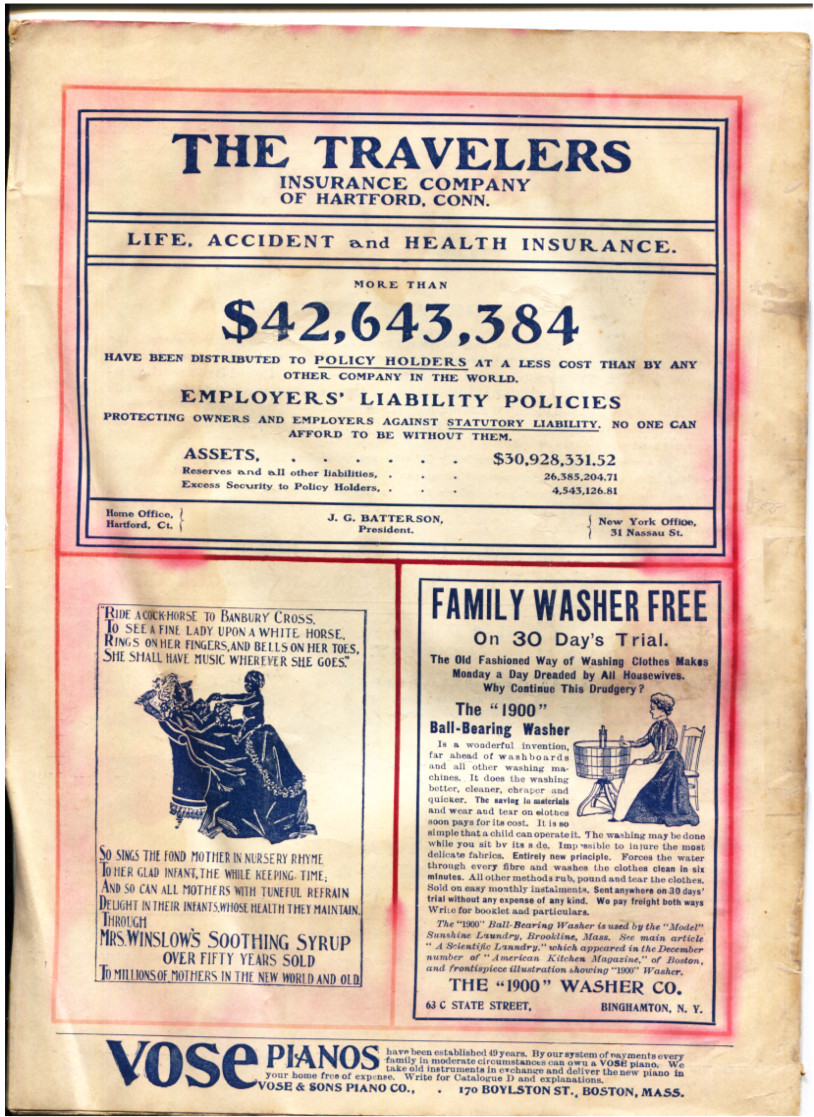 THE TRAVELERS
INSURANCE COMPANY
OF HARTFORD, CONN.
LIFE, ACCIDENT and HEALTH INSURANCE.
MORE THAN
$42,643,384
HAVE BEEN DISTRIBUTED TO POLICY HOLDERS AT A LESS COST THAN BY ANY
OTHER COMPANY IN THE WORLD.
EMPLOYERS' LIABILITY POLICIES
PROTECTING OWNERS AND EMPLOYERS AGAINST STATUTORY LIABILITY. NO ONE CAN
AFFORD TO BE WITHOUT THEM.
ASSETS, . . . . . . $30,928,331.52
Reserves and all other liabilities, . . . 26,385,204.71
Excess Security to Policy Holders, . . . 4,543,126.81
Home Office,
Hartford, Ct.
J. G. BATTERSON,
President.
New York Office,
31 Nassau St.
"RIDE A COCK-HORSE TO BANBURY CROSS,
TO SEE A FINE LADY UPON A WHITE HORSE,
RINGS ON HER FINGERS, AND BELLS ON HER TOES,
SHE SHALL HAVE MUSIC WHEREVER SHE GOES."
SO SINGS THE FOND MOTHER IN NURSERY RHYME
TO HER GLAD INFANT, THE WHILE KEEPING TIME;
AND SO CAN ALL MOTHERS WITH TUNEFUL REFRAIN
DELIGHT IN THEIR INFANTS, WHOSE HEALTH THEY MAINTAIN,
THROUGH
MRS. WINSLOW'S SOOTHING SYRUP
OVER FIFTY YEARS SOLD
TO MILLIONS OF MOTHERS IN THE NEW WORLD AND OLD.
FAMILY WASHER FREE
On 30 Day's Trial.
The Old Fashioned Way of Washing Clothes Makes
Monday a Day Dreaded by All Housewives.
Why Continue This Drudgery?
The "1900"
Ball-Bearing Washer
Is a wonderful invention,
far ahead of washboards
and all other washing ma-
chines. It does the washing
better, cleaner, cheaper and
quicker. The saving in materials
and wear and tear on clothes
soon pays for its cost. It is so
simple that a child can operate it. The washing may be done
while you sit by its side. Impossible to injure the most
delicate fabrics. Entirely new principle. Forces the water
through every fibre and washes the clothes clean in six
minutes. All other methods rub, pound and tear the clothes.
Sold on easy monthly instalments. Sent anywhere on 30 days'
trial without any expense of any kind. We pay freight both ways
Write for booklet and particulars.
The "1900" Ball-Bearing Washer is used by the "Model"
Sunshine Laundry, Brookline, Mass. See main article
"A Scientific Laundry," which appeared in the December
number of "American Kitchen Magazine," of Boston,
and frontispiece illustration showing "1900" Washer.
THE "1900" WASHER CO.
63 C STATE STREET, BINGHAMTON, N. Y.
VOSE PIANOS
have been established 49 years. By our system of payments every
family in moderate circumstances can own a VOSE piano. We
take old instruments in exchange and deliver the new piano in
your home free of expense. Write for Catalogue D and explanations.
VOSE & SONS PIANO CO., . 170 BOYLSTON ST., BOSTON, MASS.